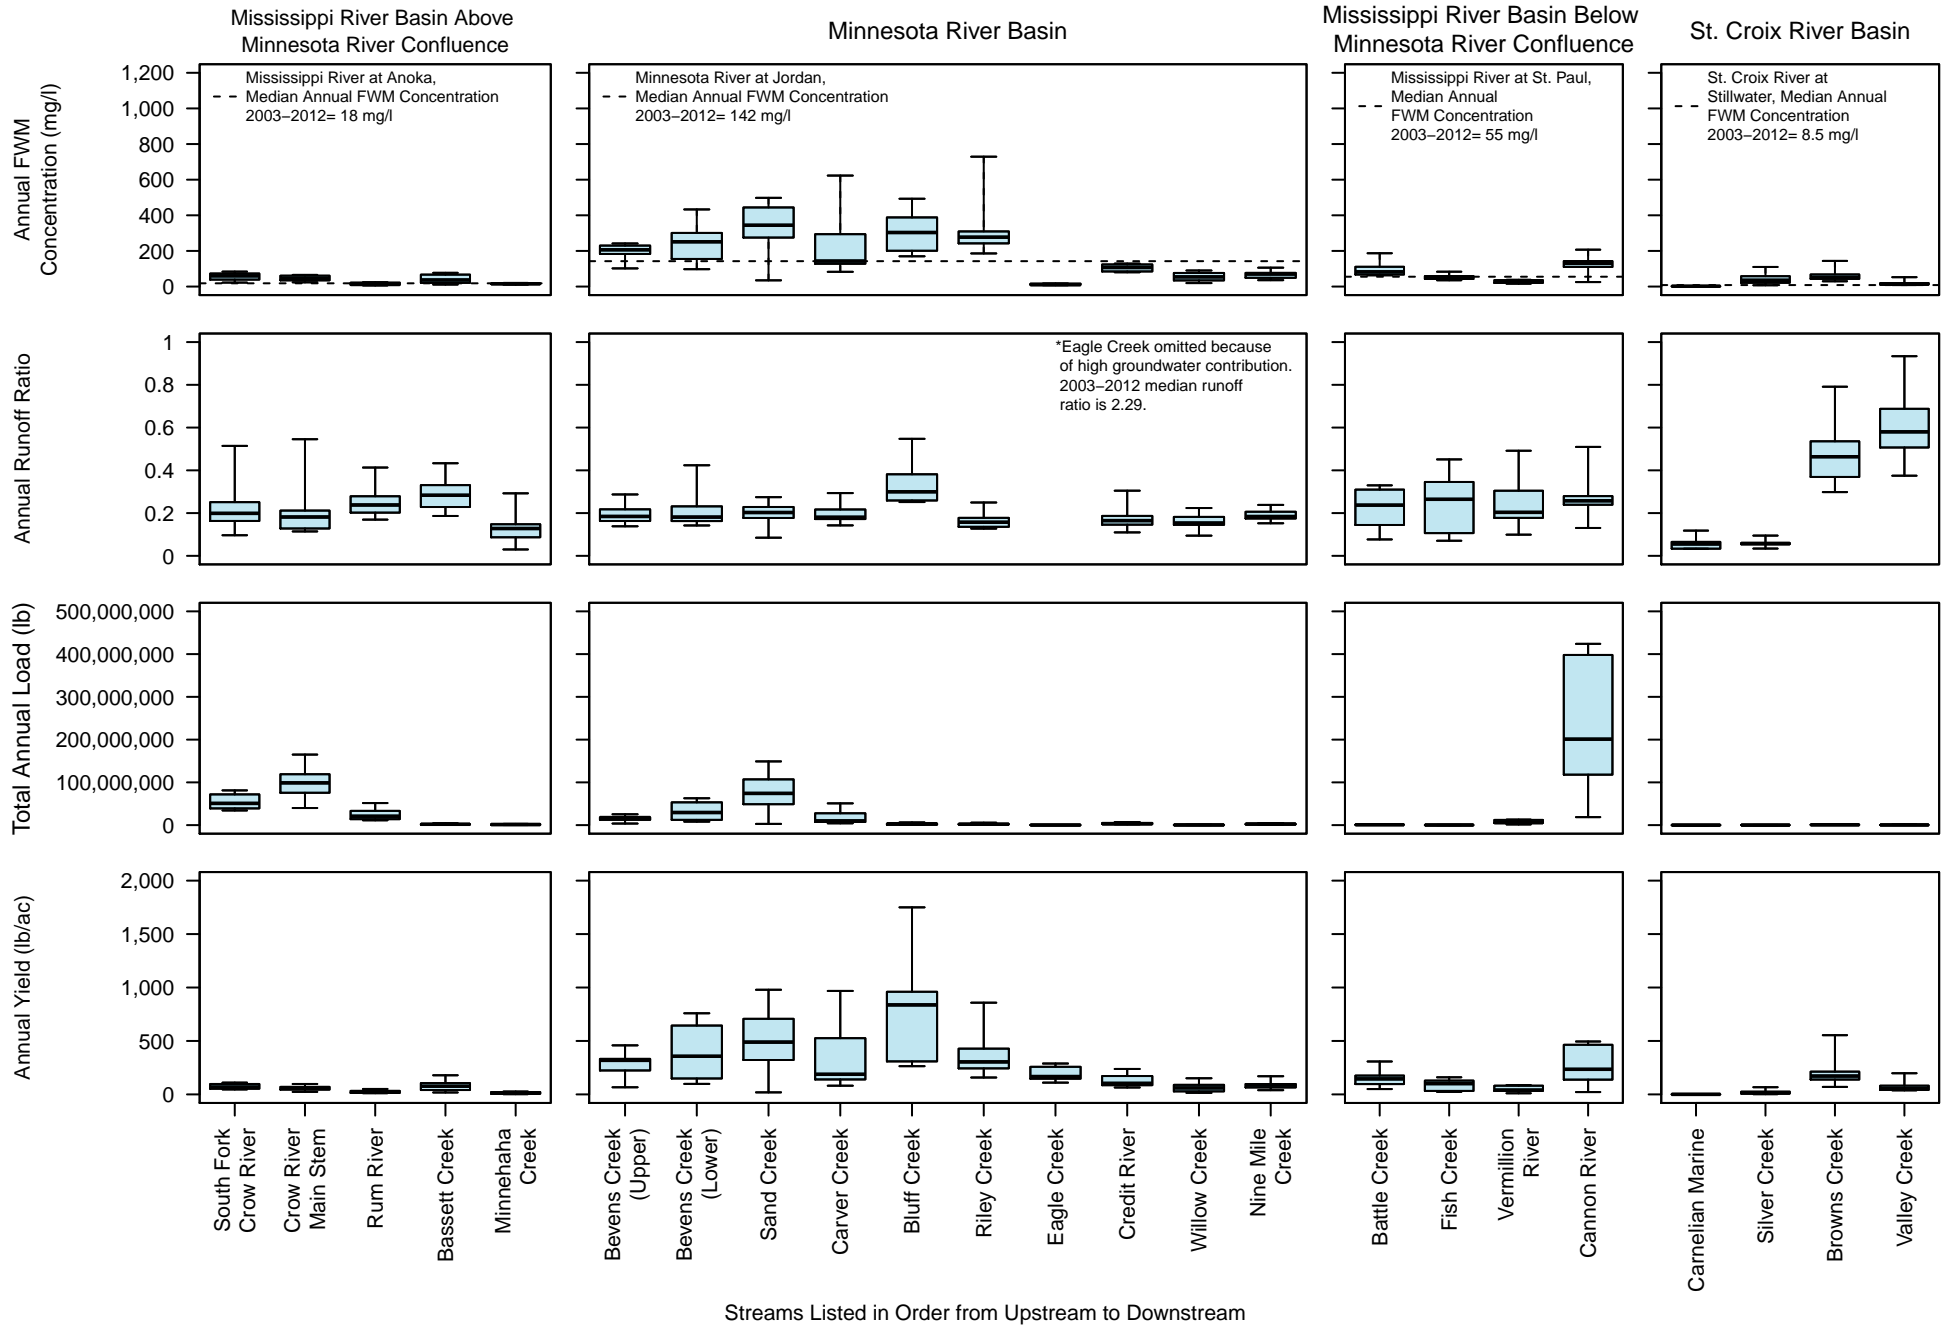 Mississippi River Basin Above
Minnesota River Confluence
Minnesota River Basin
Mississippi River Basin Below
Minnesota River Confluence
St. Croix River Basin
Annual FWM
Concentration (mg/l)
1,200
1,000
800
600
400
200
0
Mississippi River at Anoka,
Median Annual FWM Concentration
2003−2012= 18 mg/l
Minnesota River at Jordan,
Median Annual FWM Concentration
2003−2012= 142 mg/l
Mississippi River at St. Paul,
Median Annual
FWM Concentration
2003−2012= 55 mg/l
St. Croix River at
Stillwater, Median Annual
FWM Concentration
2003−2012= 8.5 mg/l
Annual Runoff Ratio
1
0.8
0.6
0.4
0.2
0
*Eagle Creek omitted because
of high groundwater contribution.
2003−2012 median runoff
ratio is 2.29.
Total Annual Load (lb)
500,000,000
400,000,000
300,000,000
200,000,000
100,000,000
0
Annual Yield (lb/ac)
2,000
1,500
1,000
500
0
South Fork
Crow River
Crow River
Main Stem
Rum River
Bassett Creek
Minnehaha
Creek
Bevens Creek
(Upper)
Bevens Creek
(Lower)
Sand Creek
Carver Creek
Bluff Creek
Riley Creek
Eagle Creek
Credit River
Willow Creek
Nine Mile
Creek
Battle Creek
Fish Creek
Vermillion
River
Cannon River
Carnelian Marine
Silver Creek
Browns Creek
Valley Creek
Streams Listed in Order from Upstream to Downstream